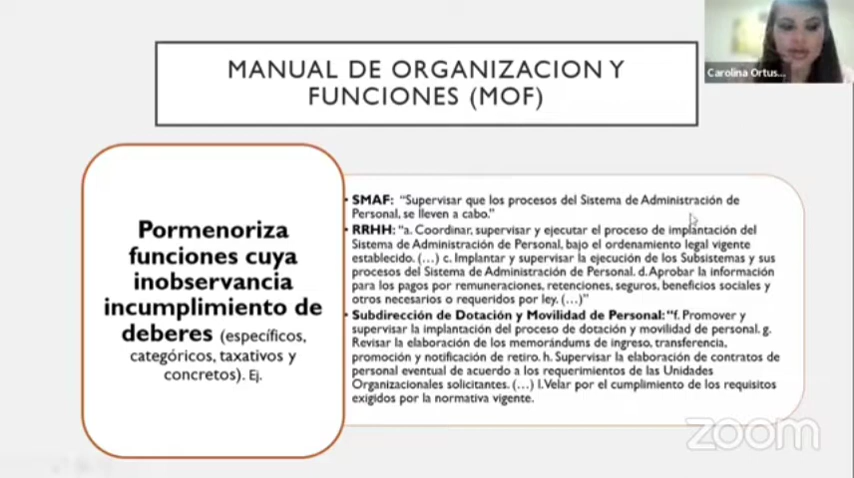 MANUAL DE ORGANIZACION Y
FUNCIONES (MOF)
Carolina Ortus...
Pormenoriza
funciones cuya
inobservancia
incumplimiento de
deberes (específicos,
categóricos, taxativos y
concretos). Ej.
• SMAF: “Supervisar que los procesos del Sistema de Administración de
Personal, se lleven a cabo.”
• RRHH: “a. Coordinar, supervisar y ejecutar el proceso de implantación del
Sistema de Administración de Personal, bajo el ordenamiento legal vigente
establecido. (...) c. Implantar y supervisar la ejecución de los Subsistemas y sus
procesos del Sistema de Administración de Personal. d. Aprobar la información
para los pagos por remuneraciones, retenciones, seguros, beneficios sociales y
otros necesarios o requeridos por ley. (...)”
• Subdirección de Dotación y Movilidad de Personal: “f. Promover y
supervisar la implantación del proceso de dotación y movilidad de personal. g.
Revisar la elaboración de los memorándums de ingreso, transferencia,
promoción y notificación de retiro. h. Supervisar la elaboración de contratos de
personal eventual de acuerdo a los requerimientos de las Unidades
Organizacionales solicitantes. (...) l. Velar por el cumplimiento de los requisitos
exigidos por la normativa vigente.
zoom